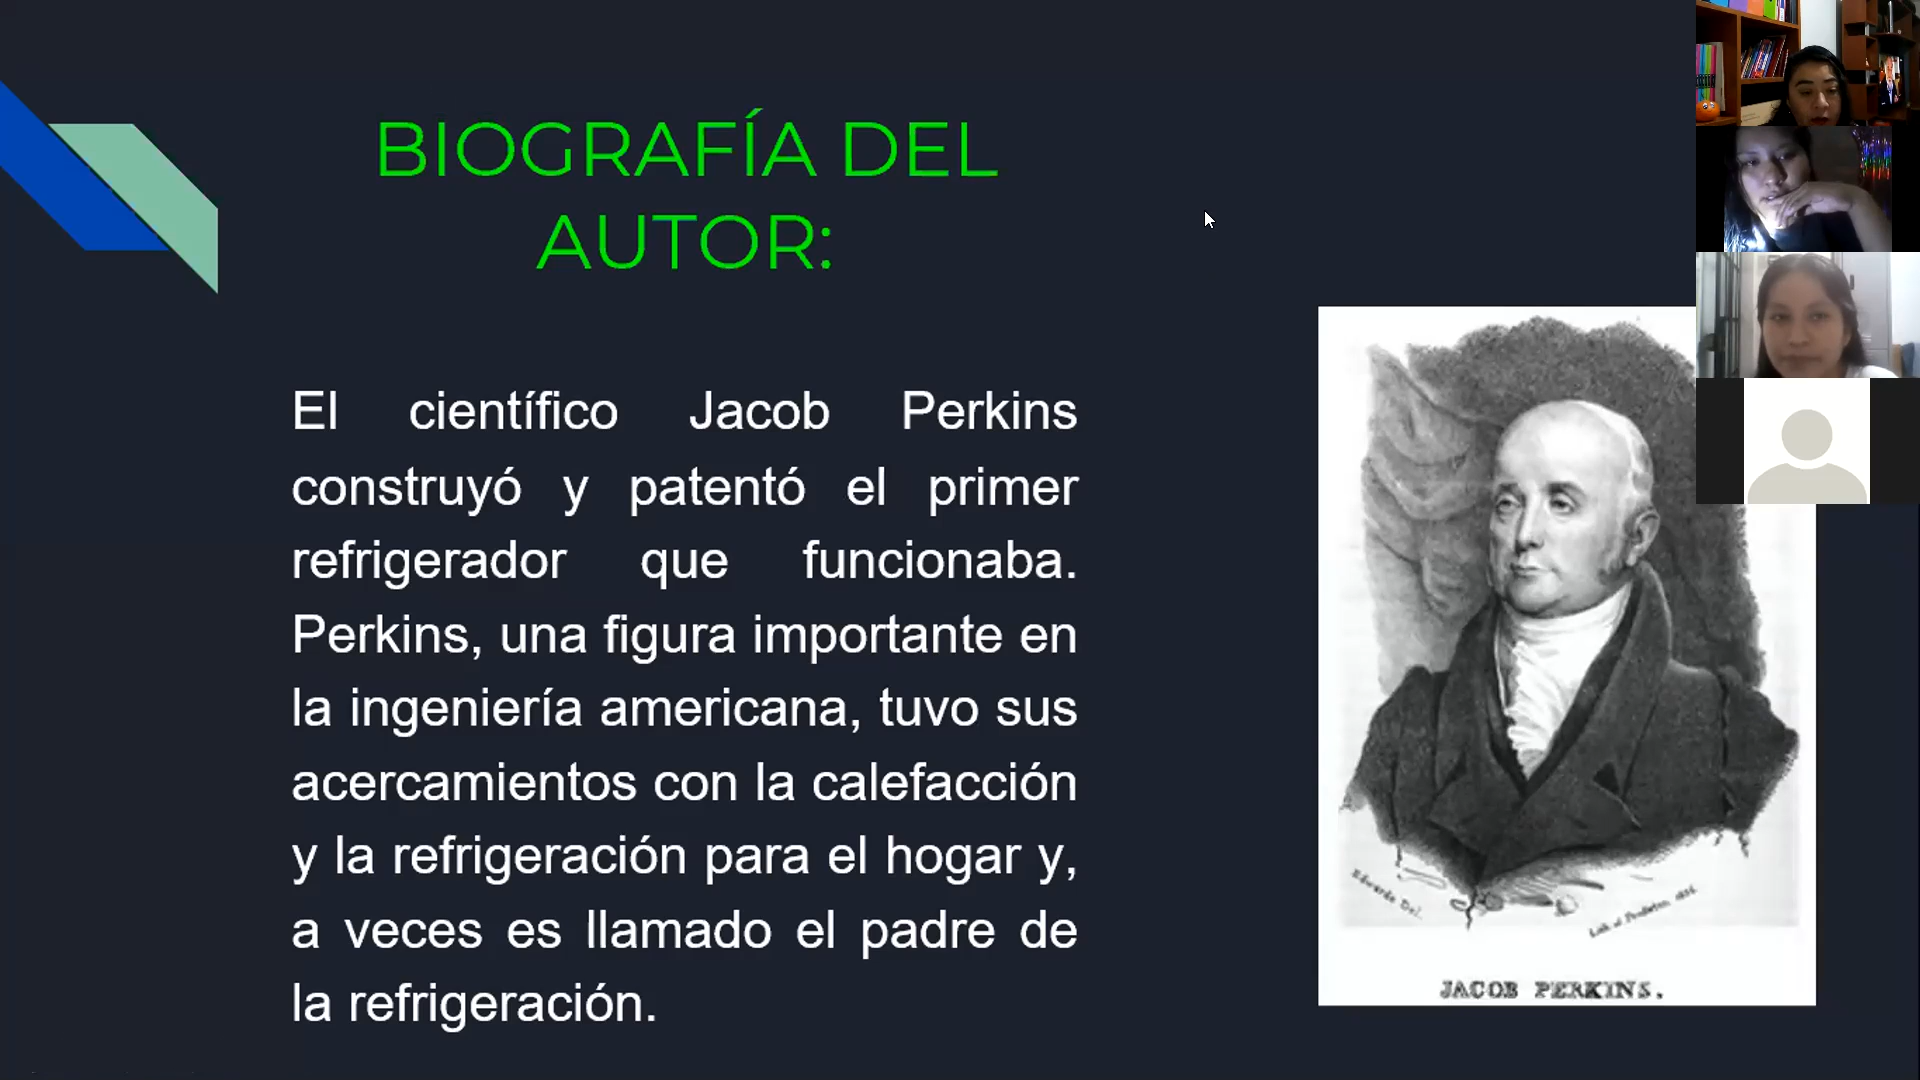 BIOGRAFÍA DEL
AUTOR:
El científico Jacob Perkins
construyó y patentó el primer
refrigerador que funcionaba.
Perkins, una figura importante en
la ingeniería americana, tuvo sus
acercamientos con la calefacción
y la refrigeración para el hogar y,
a veces es llamado el padre de
la refrigeración.
JACOB PERKINS.